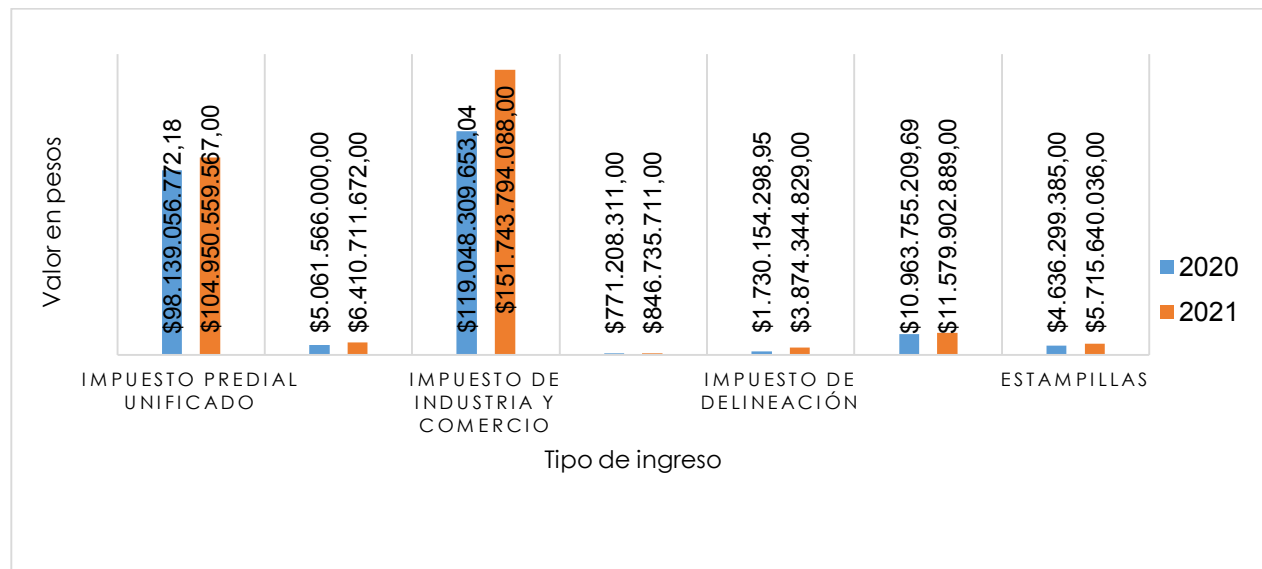 Valor en pesos
$98.139.056.772,18
$104.950.559.567,00
$5.061.566.000,00
$6.410.711.672,00
$119.048.309.653,04
$151.743.794.088,00
$771.208.311,00
$846.735.711,00
$1.730.154.298,95
$3.874.344.829,00
$10.963.755.209,69
$11.579.902.889,00
$4.636.299.385,00
$5.715.640.036,00
2020
2021
IMPUESTO PREDIAL
UNIFICADO
IMPUESTO DE
INDUSTRIA Y
COMERCIO
IMPUESTO DE
DELINEACIÓN
ESTAMPILLAS
Tipo de ingreso